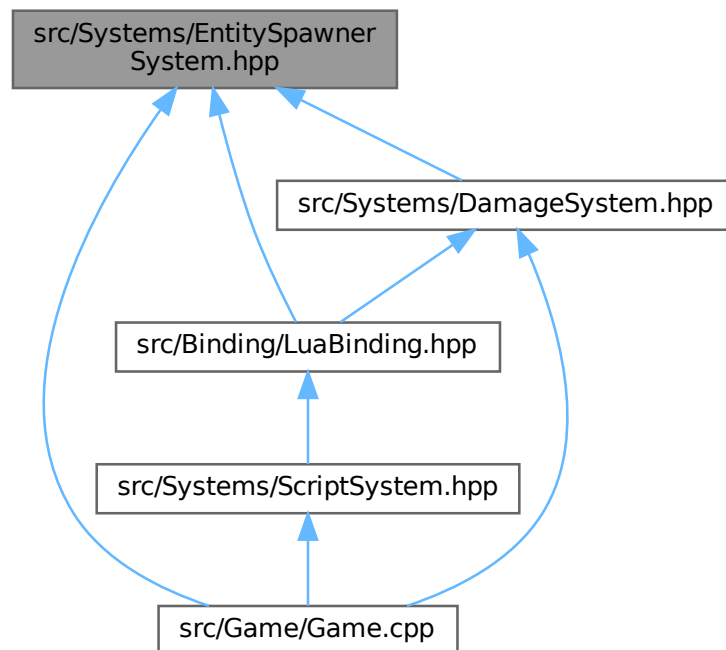 src/Systems/EntitySpawner
System.hpp
src/Systems/DamageSystem.hpp
src/Binding/LuaBinding.hpp
src/Systems/ScriptSystem.hpp
src/Game/Game.cpp